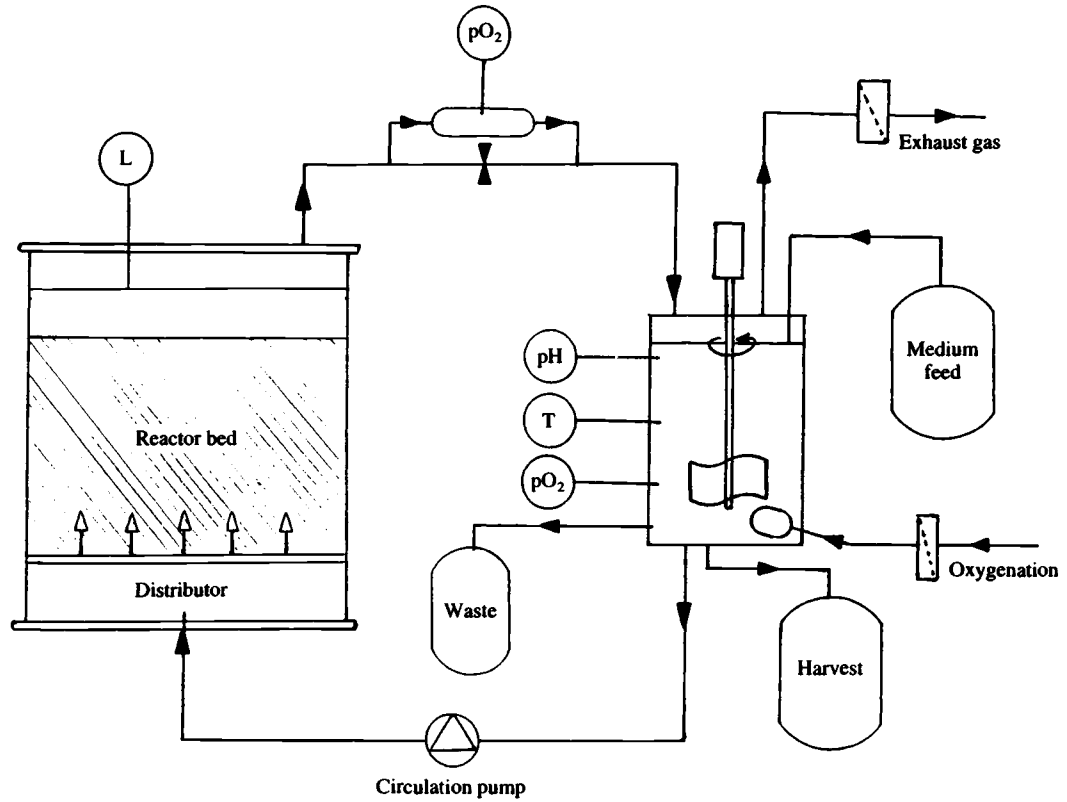 pO₂
L
Exhaust gas
pH
Medium
feed
T
Reactor bed
pO₂
Oxygenation
Distributor
Waste
Harvest
Circulation pump